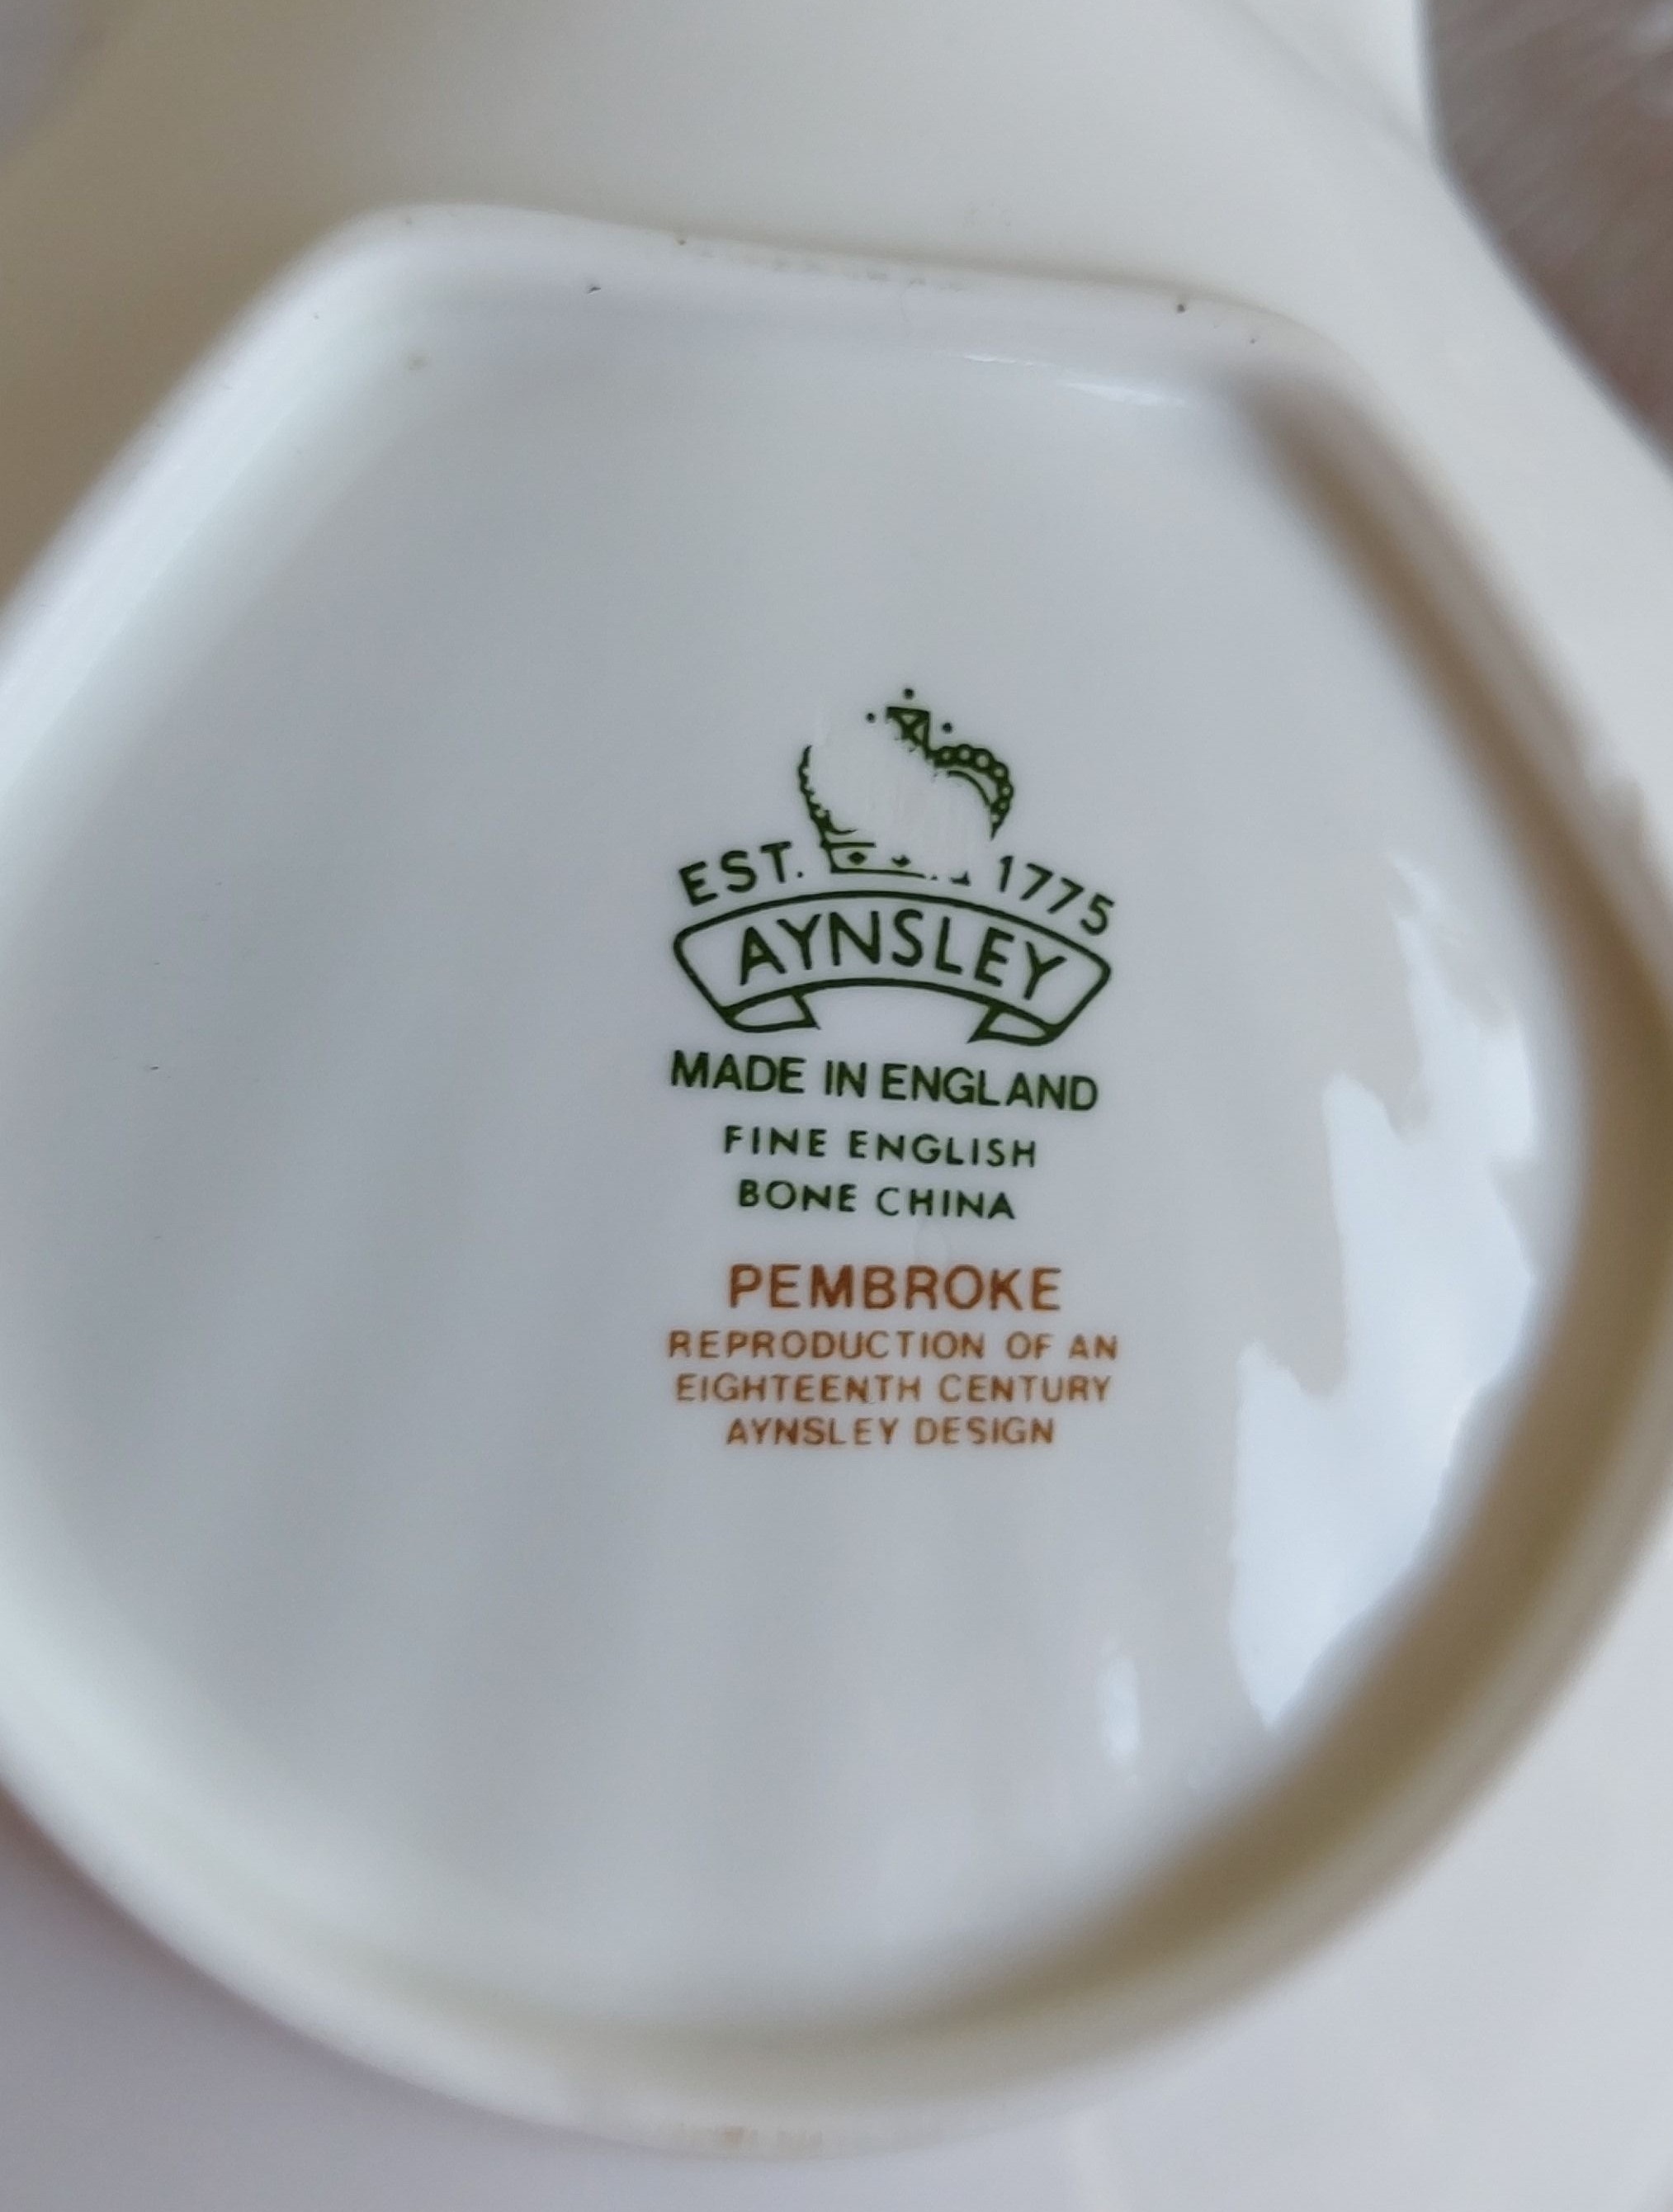 EST. 1775
AYNSLEY
MADE IN ENGLAND
FINE ENGLISH
BONE CHINA
PEMBROKE
REPRODUCTION OF AN
EIGHTEENTH CENTURY
AYNSLEY DESIGN